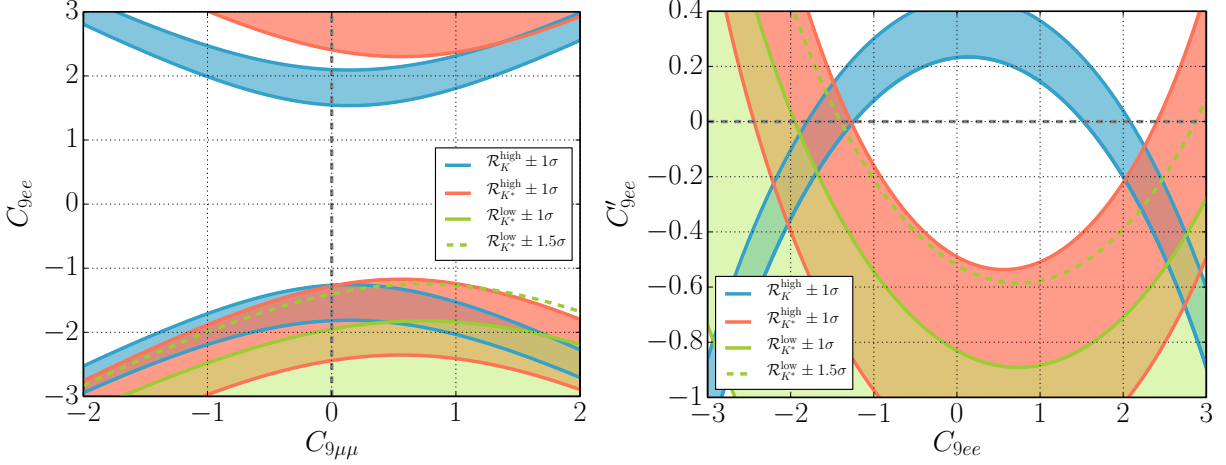 3
2
1
0
−1
−2
−3
−2
−1
0
1
2
C9ee
C9μμ
R_K^high ± 1σ
R_K*^high ± 1σ
R_K*^low ± 1σ
R_K*^low ± 1.5σ
0.4
0.2
0
−0.2
−0.4
−0.6
−0.8
−1
−3
−2
−1
0
1
2
3
C′9ee
C9ee
R_K^high ± 1σ
R_K*^high ± 1σ
R_K*^low ± 1σ
R_K*^low ± 1.5σ